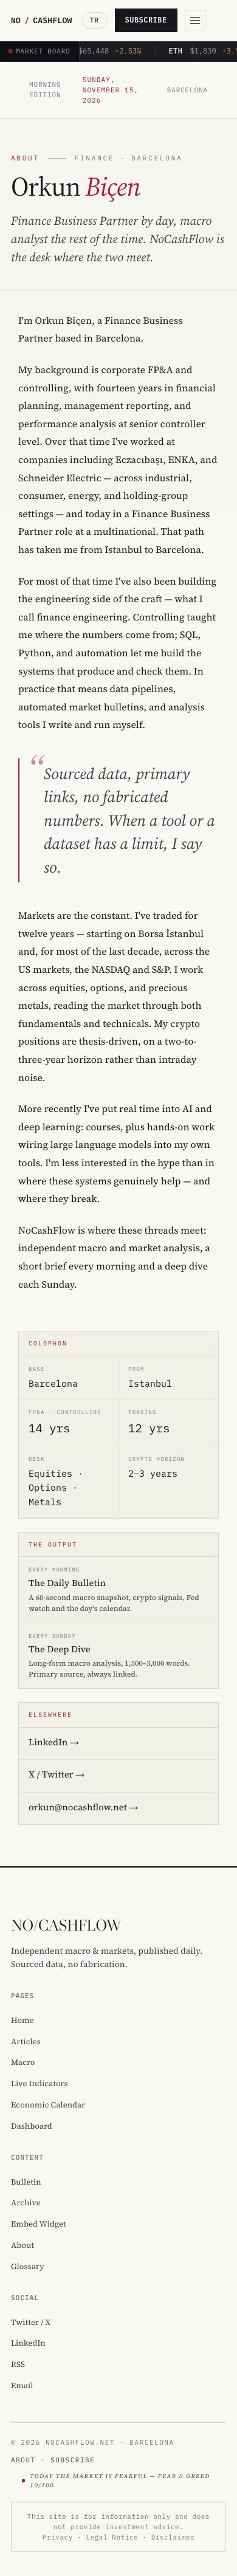 NO / CASHFLOW
TR
SUBSCRIBE
MARKET BOARD
$65,448 -2.53%
ETH $1,830
MORNING
EDITION
SUNDAY,
NOVEMBER 15,
2026
BARCELONA
ABOUT
FINANCE · BARCELONA
Orkun Biçen
Finance Business Partner by day, macro
analyst the rest of the time. NoCashFlow is
the desk where the two meet.
I'm Orkun Biçen, a Finance Business
Partner based in Barcelona.
My background is corporate FP&A and
controlling, with fourteen years in financial
planning, management reporting, and
performance analysis at senior controller
level. Over that time I've worked at
companies including Eczacıbaşı, ENKA, and
Schneider Electric — across industrial,
consumer, energy, and holding-group
settings — and today in a Finance Business
Partner role at a multinational. That path
has taken me from Istanbul to Barcelona.
For most of that time I've also been building
the engineering side of the craft — what I
call finance engineering. Controlling taught
me where the numbers come from; SQL,
Python, and automation let me build the
systems that produce and check them. In
practice that means data pipelines,
automated market bulletins, and analysis
tools I write and run myself.
“
Sourced data, primary
links, no fabricated
numbers. When a tool or a
dataset has a limit, I say
so.
Markets are the constant. I've traded for
twelve years — starting on Borsa İstanbul
and, for most of the last decade, across the
US markets, the NASDAQ and S&P. I work
across equities, options, and precious
metals, reading the market through both
fundamentals and technicals. My crypto
positions are thesis-driven, on a two-to-
three-year horizon rather than intraday
noise.
More recently I've put real time into AI and
deep learning: courses, plus hands-on work
wiring large language models into my own
tools. I'm less interested in the hype than in
where these systems genuinely help — and
where they break.
NoCashFlow is where these threads meet:
independent macro and market analysis, a
short brief every morning and a deep dive
each Sunday.
COLOPHON
BASE
Barcelona
FROM
Istanbul
FP&A · CONTROLLING
14 yrs
TRADING
12 yrs
DESK
Equities ·
Options ·
Metals
CRYPTO HORIZON
2–3 years
THE OUTPUT
EVERY MORNING
The Daily Bulletin
A 60-second macro snapshot, crypto signals, Fed
watch and the day's calendar.
EVERY SUNDAY
The Deep Dive
Long-form macro analysis, 1,500–3,000 words.
Primary source, always linked.
ELSEWHERE
LinkedIn →
X / Twitter →
orkun@nocashflow.net →
NO/CASHFLOW
Independent macro & markets, published daily.
Sourced data, no fabrication.
PAGES
Home
Articles
Macro
Live Indicators
Economic Calendar
Dashboard
CONTENT
Bulletin
Archive
Embed Widget
About
Glossary
SOCIAL
Twitter / X
LinkedIn
RSS
Email
© 2026 NOCASHFLOW.NET · BARCELONA
ABOUT · SUBSCRIBE
TODAY THE MARKET IS FEARFUL — FEAR & GREED
10/100.
This site is for information only and does
not provide investment advice.
Privacy · Legal Notice · Disclaimer